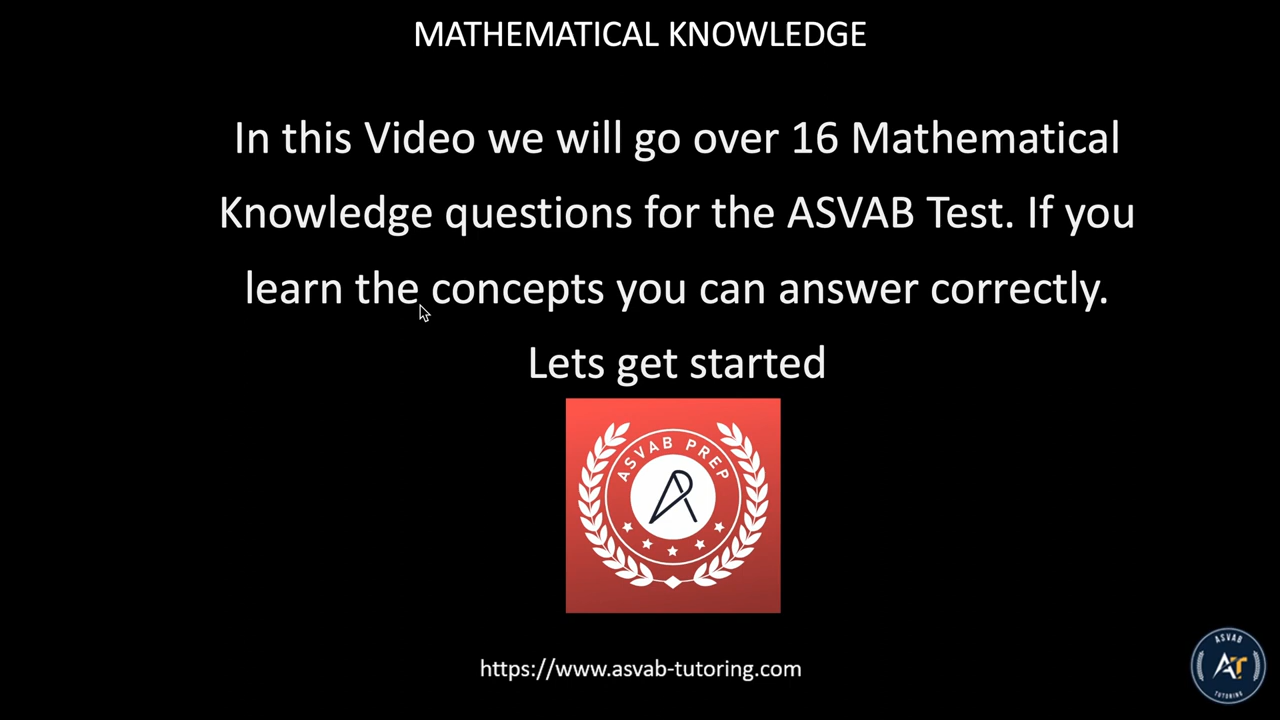 MATHEMATICAL KNOWLEDGE
In this Video we will go over 16 Mathematical
Knowledge questions for the ASVAB Test. If you
learn the concepts you can answer correctly.
Lets get started
ASVAB PREP
https://www.asvab-tutoring.com
ASVAB
AT
TUTORING